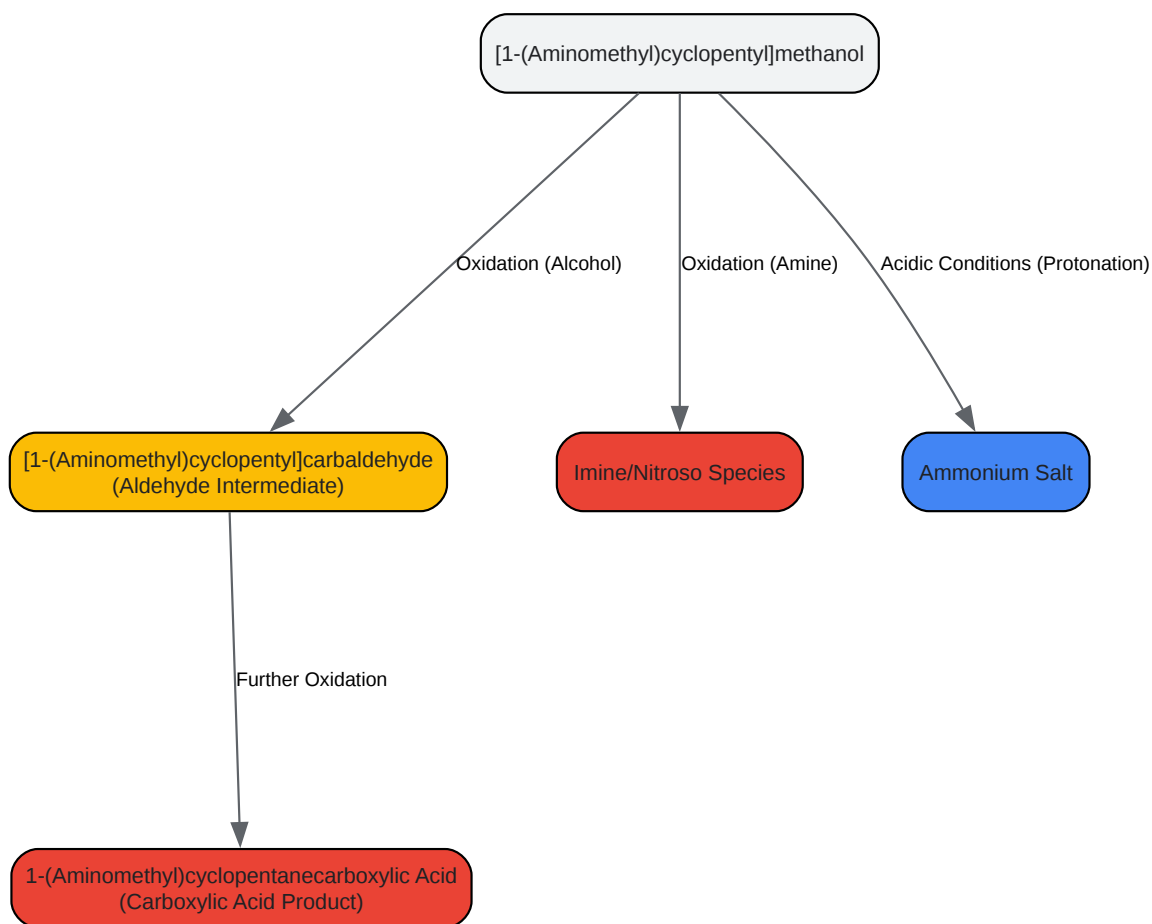 [1-(Aminomethyl)cyclopentyl]methanol
Oxidation (Alcohol)
Oxidation (Amine)
Acidic Conditions (Protonation)
[1-(Aminomethyl)cyclopentyl]carbaldehyde
(Aldehyde Intermediate)
Imine/Nitroso Species
Ammonium Salt
Further Oxidation
1-(Aminomethyl)cyclopentanecarboxylic Acid
(Carboxylic Acid Product)